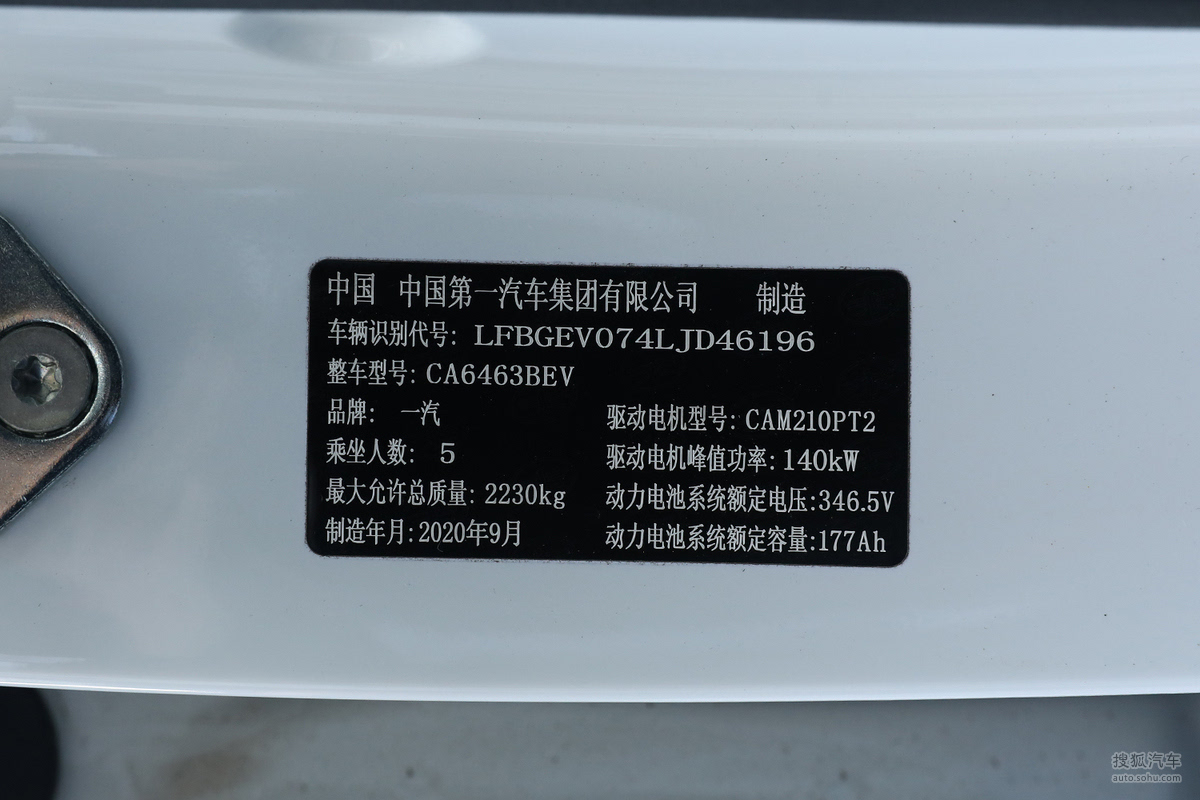 中国 中国第一汽车集团有限公司 制造
车辆识别代号: LFBGEV074LJD46196
整车型号: CA6463BEV
品牌: 一汽 驱动电机型号: CAM210PT2
乘坐人数: 5 驱动电机峰值功率: 140kW
最大允许总质量: 2230kg 动力电池系统额定电压:346.5V
制造年月:2020年9月 动力电池系统额定容量:177Ah
搜狐汽车
auto.sohu.com